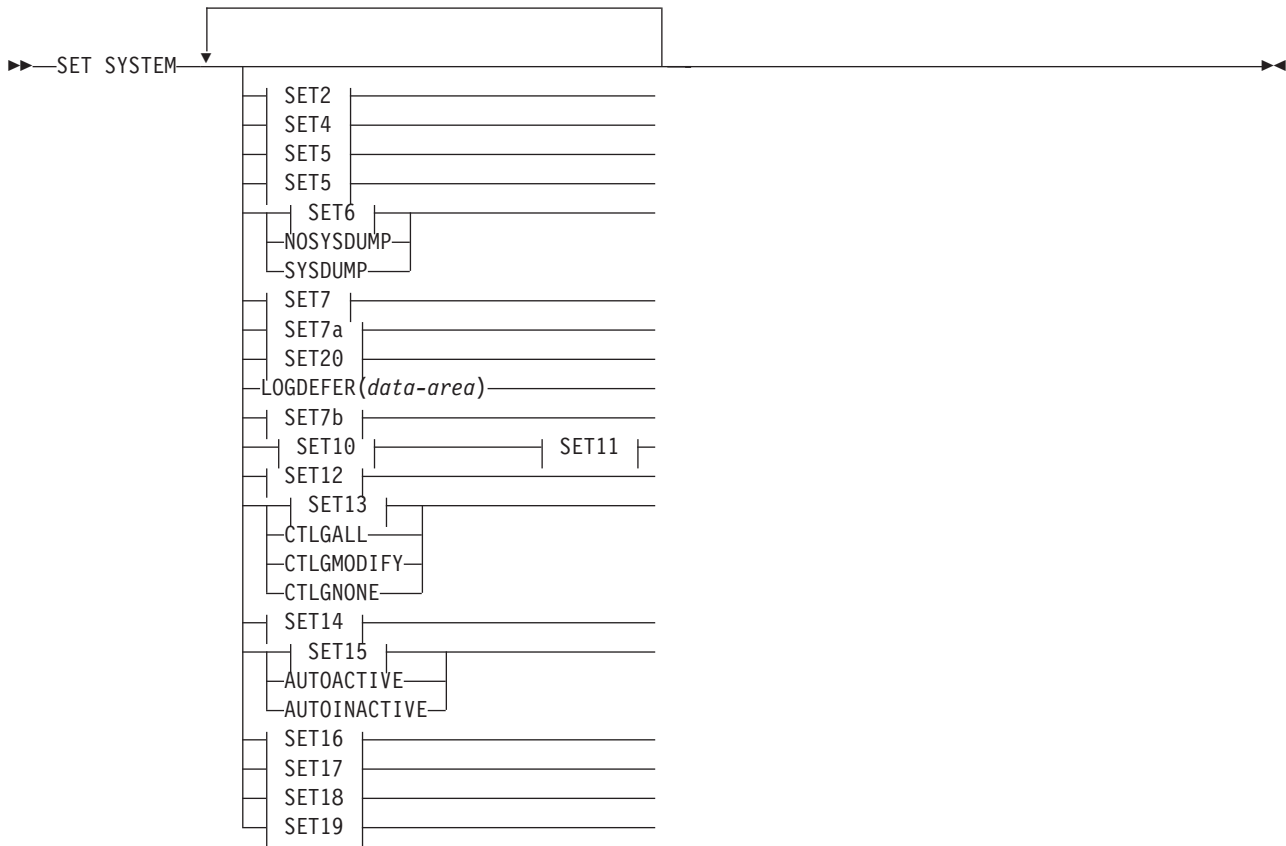 SET SYSTEM
SET2
SET4
SET5
SET5
SET6
NOSYSDUMP
SYSDUMP
SET7
SET7a
SET20
LOGDEFER(data-area)
SET7b
SET10 SET11
SET12
SET13
CTLGALL
CTLGMODIFY
CTLGNONE
SET14
SET15
AUTOACTIVE
AUTOINACTIVE
SET16
SET17
SET18
SET19